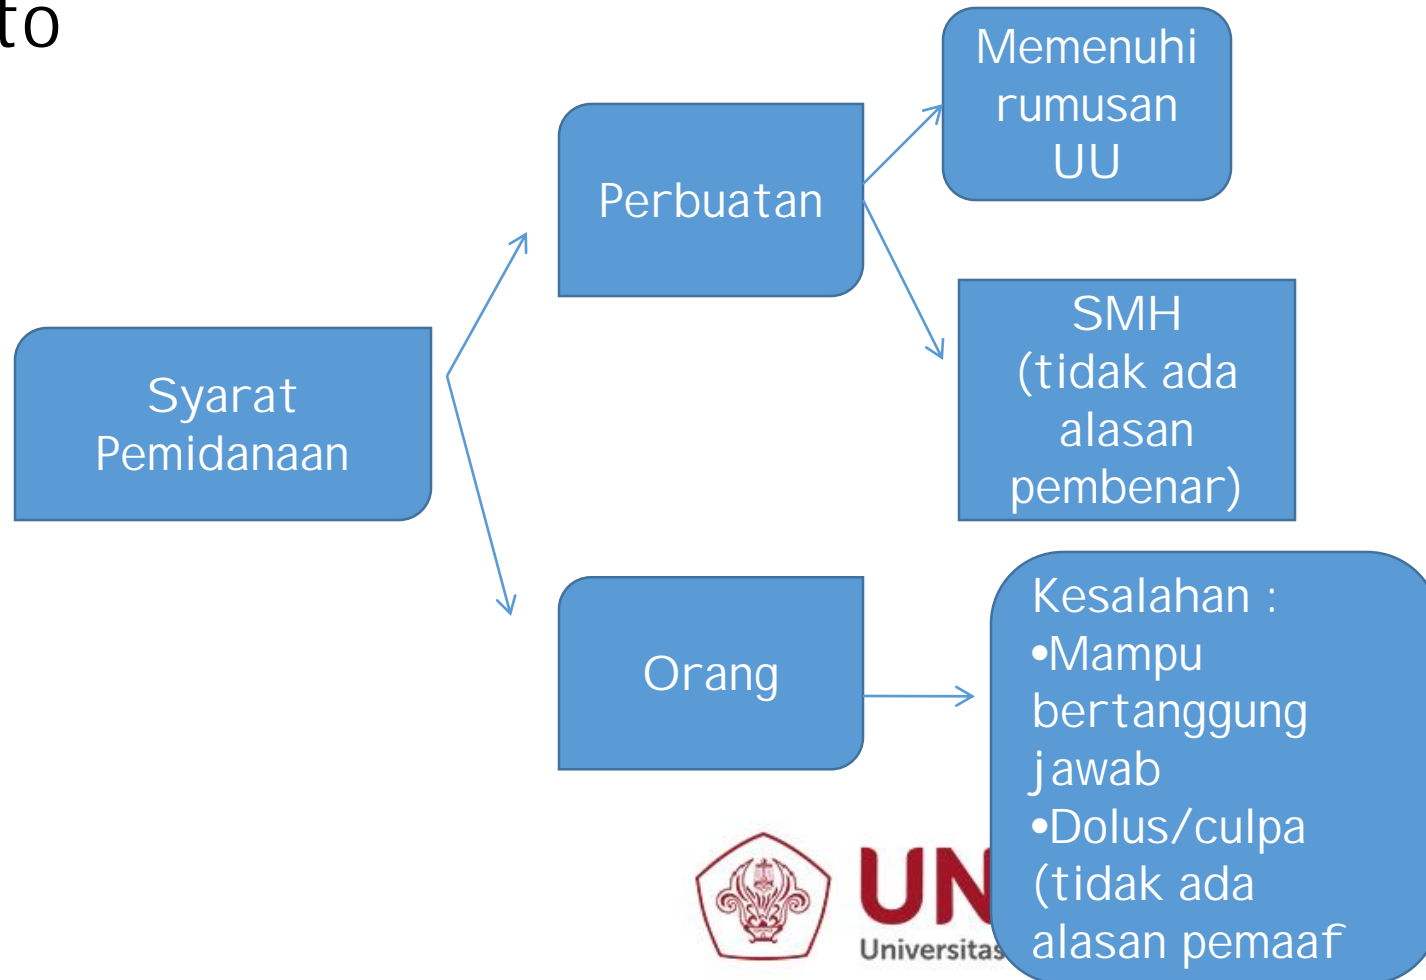 to
Memenuhi
rumusan
UU
Perbuatan
SMH
(tidak ada
alasan
pembenar)
Syarat
Pemidanaan
Orang
Kesalahan :
•Mampu
bertanggung
jawab
•Dolus/culpa
(tidak ada
alasan pemaaf
UN
Universitas